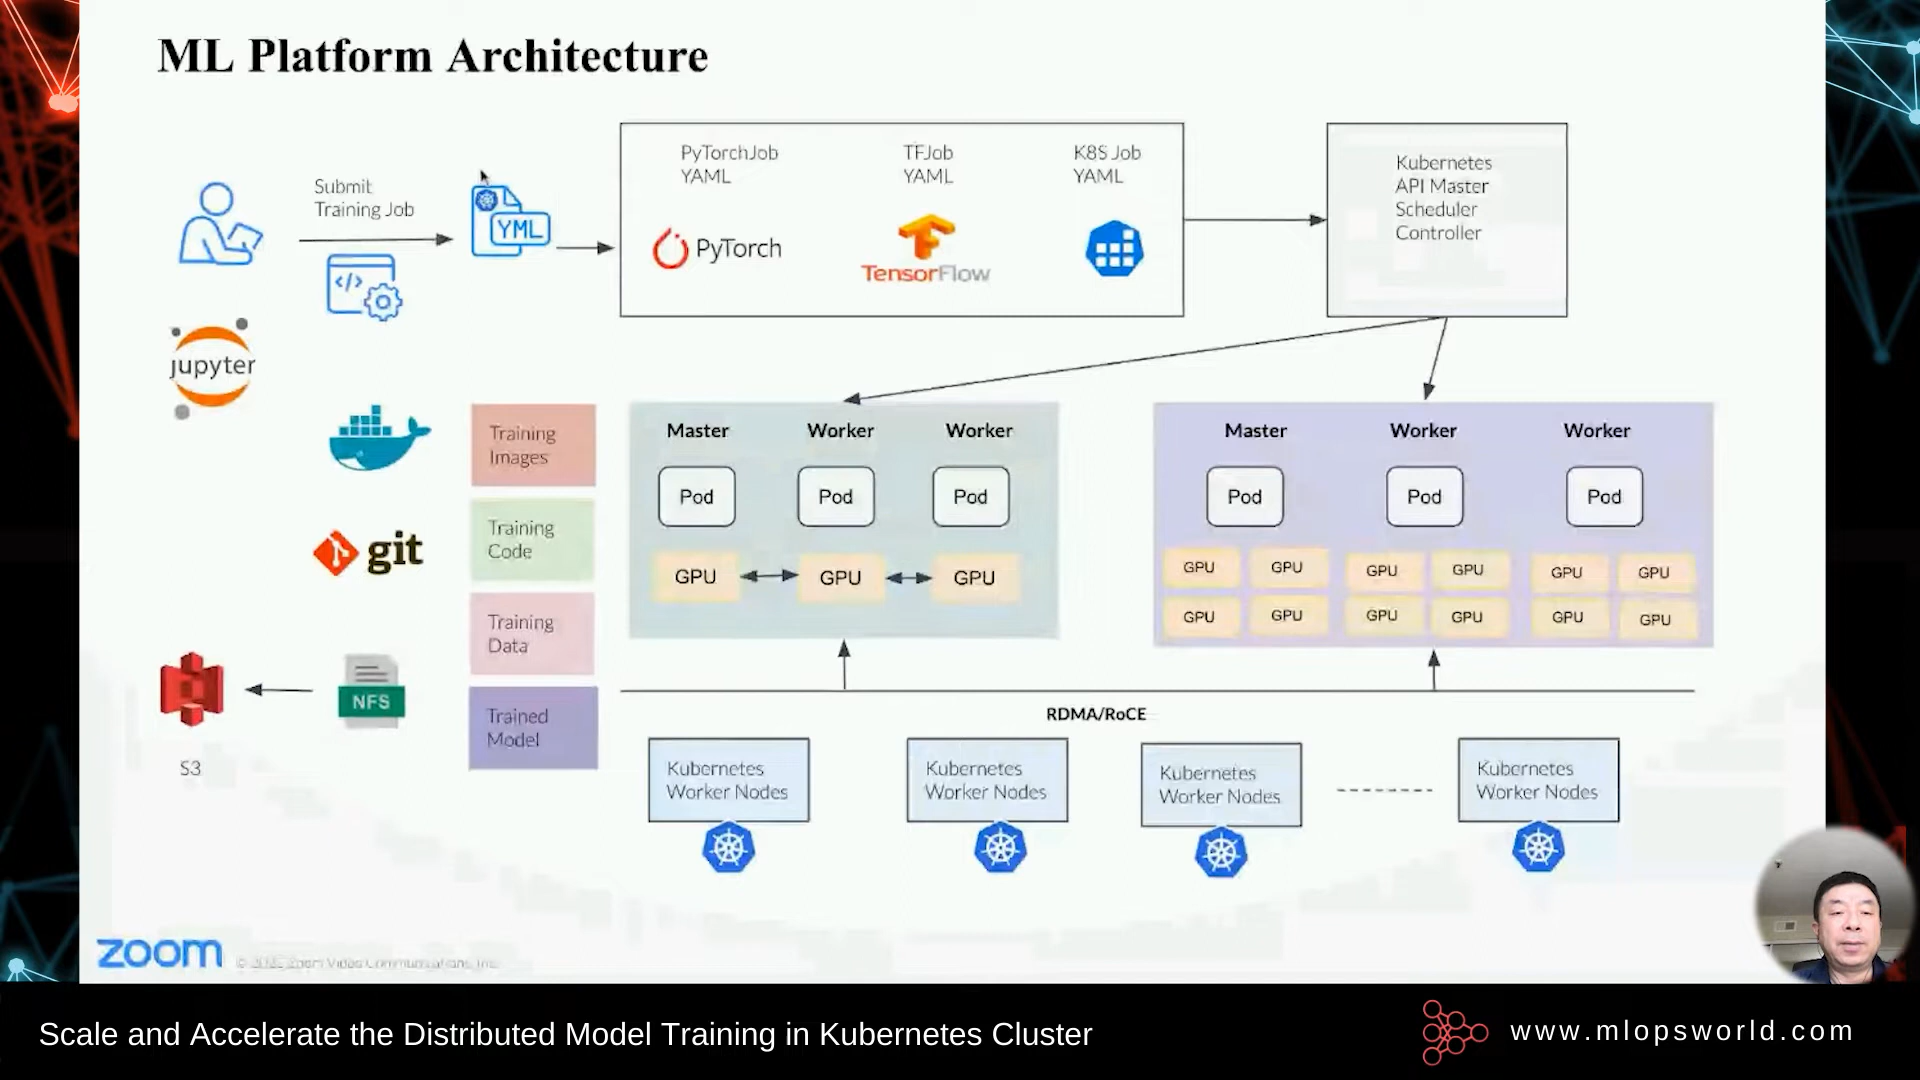 ML Platform Architecture
Submit
Training Job
YML
PyTorchJob
YAML
TFJob
YAML
K8S Job
YAML
PyTorch
TensorFlow
Kubernetes
API Master
Scheduler
Controller
jupyter
Training
Images
git
Training
Code
Training
Data
NFS
Trained
Model
S3
Master
Worker
Worker
Pod
Pod
Pod
GPU
GPU
GPU
Master
Worker
Worker
Pod
Pod
Pod
GPU
GPU
GPU
GPU
GPU
GPU
GPU
GPU
GPU
GPU
GPU
GPU
RDMA/RoCE
Kubernetes
Worker Nodes
Kubernetes
Worker Nodes
Kubernetes
Worker Nodes
Kubernetes
Worker Nodes
zoom
Zoom Video Communications, Inc.
Scale and Accelerate the Distributed Model Training in Kubernetes Cluster
www.mlopsworld.com